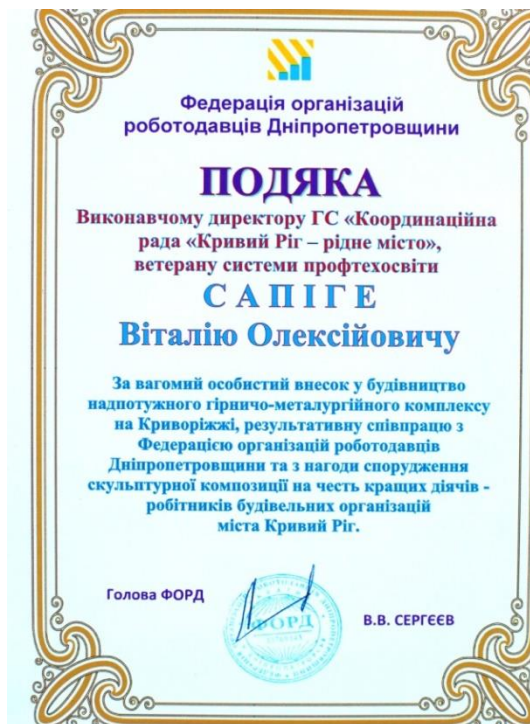 Федерація організацій
роботодавців Дніпропетровщини
ПОДЯКА
Виконавчому директору ГС «Координаційна
рада «Кривий Ріг – рідне місто»,
ветерану системи профтехосвіти
С А П І Г Е
Віталію Олексійовичу
За вагомий особистий внесок у будівництво
надпотужного гірничо-металургійного комплексу
на Криворіжжі, результативну співпрацю з
Федерацією організацій роботодавців
Дніпропетровщини та з нагоди спорудження
скульптурної композиції на честь кращих діячів -
робітників будівельних організацій
міста Кривий Ріг.
Голова ФОРД
ФОРД
В.В. СЕРГЄЄВ